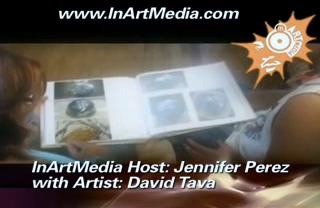 www.InArtMedia.com
InArtMedia Host: Jennifer Perez
with Artist: David Tava